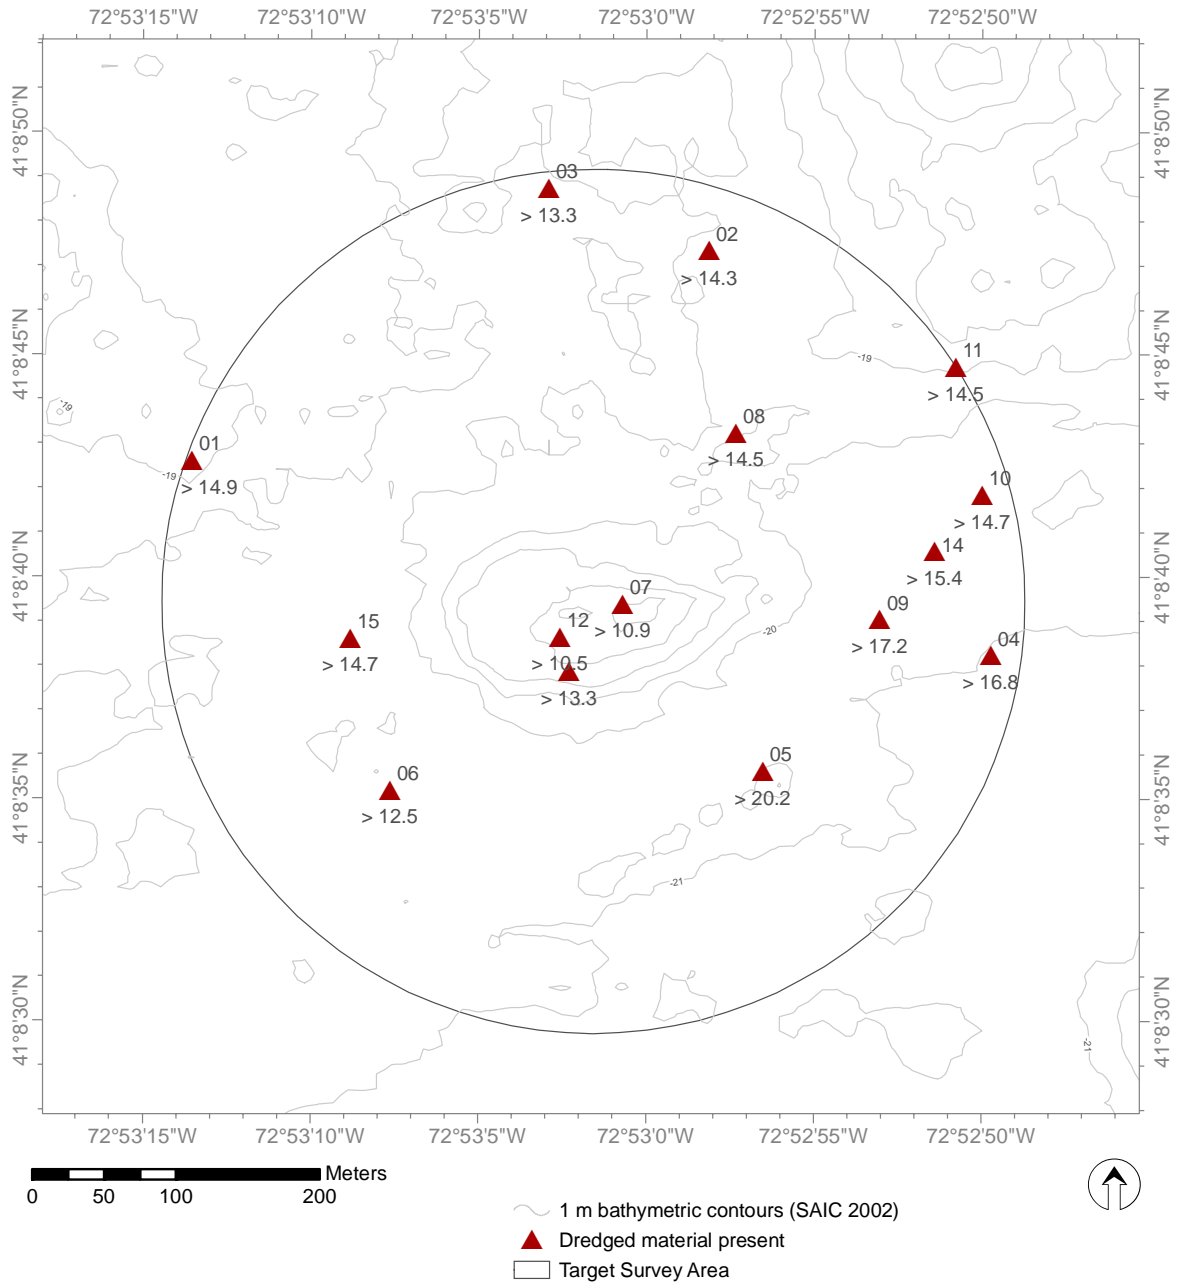 72°53'15"W 72°53'10"W 72°53'5"W 72°53'0"W 72°52'55"W 72°52'50"W
41°8'50"N
41°8'50"N
03
> 13.3
02
> 14.3
41°8'45"N
41°8'45"N
-19
11
> 14.5
-19
08
> 14.5
01
-19
> 14.9
10
> 14.7
14
> 15.4
41°8'40"N
41°8'40"N
07
> 10.9
09
> 17.2
12
> 10.5
-20
15
> 14.7
04
> 16.8
> 13.3
05
> 20.2
06
> 12.5
41°8'35"N
41°8'35"N
-21
41°8'30"N
41°8'30"N
-21
72°53'15"W 72°53'10"W 72°53'5"W 72°53'0"W 72°52'55"W 72°52'50"W
Meters
0 50 100 200
1 m bathymetric contours (SAIC 2002)
Dredged material present
Target Survey Area